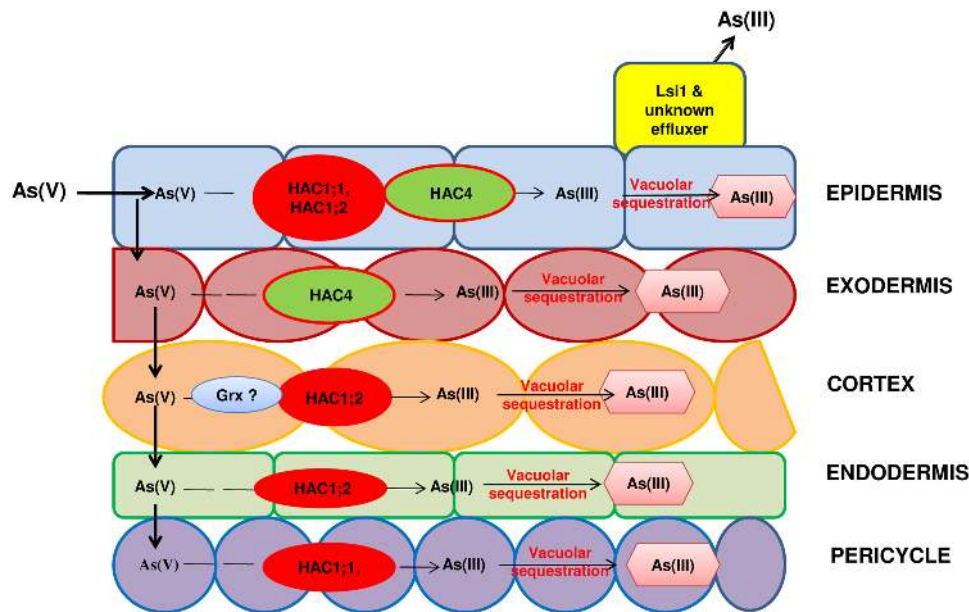 As(III)
Lsi1 &
unknown
effluxer
As(V)
As(V)
HAC1;1,
HAC1;2
HAC4
As(III)
Vacuolar
sequestration
As(III)
EPIDERMIS
As(V)
HAC4
As(III)
Vacuolar
sequestration
As(III)
EXODERMIS
As(V)
Grx ?
HAC1;2
As(III)
Vacuolar
sequestration
As(III)
CORTEX
As(V)
HAC1;2
As(III)
Vacuolar
sequestration
As(III)
ENDODERMIS
As(V)
HAC1;1,
As(III)
Vacuolar
sequestration
As(III)
PERICYCLE